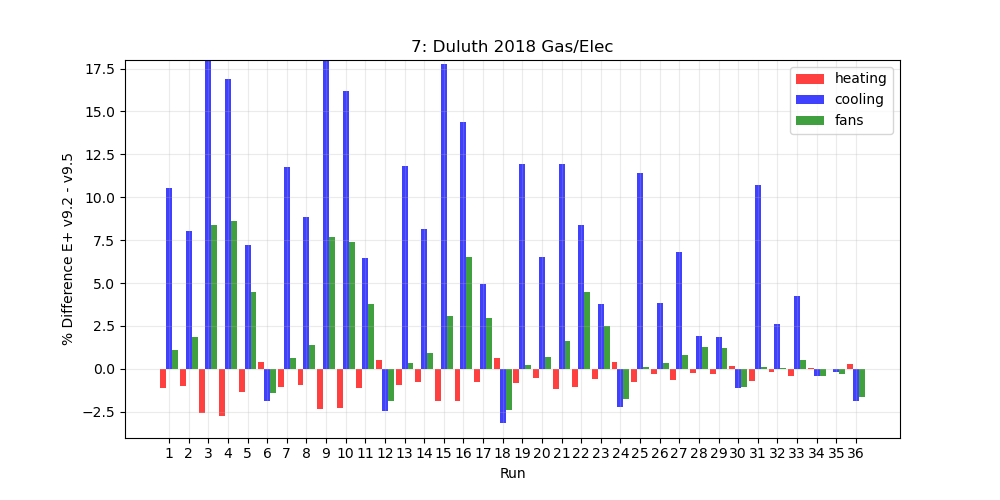 7: Duluth 2018 Gas/Elec
% Difference E+ v9.2 - v9.5
17.5
15.0
12.5
10.0
7.5
5.0
2.5
0.0
−2.5
heating
cooling
fans
1 2 3 4 5 6 7 8 9 10 11 12 13 14 15 16 17 18 19 20 21 22 23 24 25 26 27 28 29 30 31 32 33 34 35 36
Run